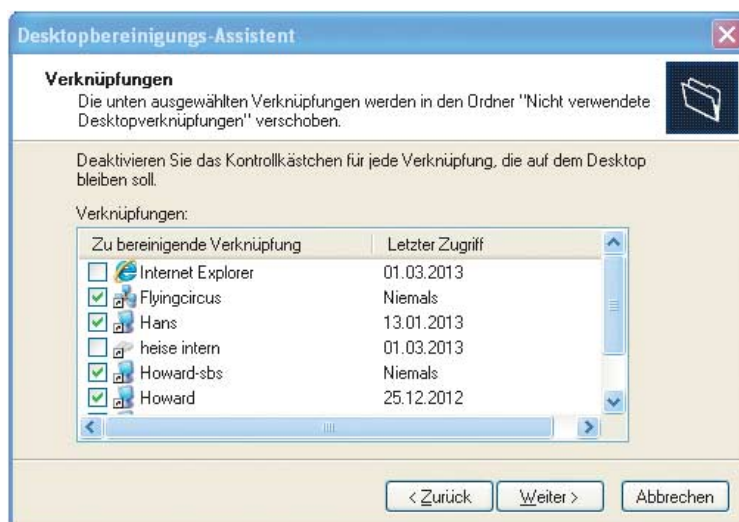 Desktopbereinigungs-Assistent
Verknüpfungen
Die unten ausgewählten Verknüpfungen werden in den Ordner "Nicht verwendete
Desktopverknüpfungen" verschoben.
Deaktivieren Sie das Kontrollkästchen für jede Verknüpfung, die auf dem Desktop
bleiben soll.
Verknüpfungen:
Zu bereinigende Verknüpfung Letzter Zugriff
Internet Explorer 01.03.2013
Flyingcircus Niemals
Hans 13.01.2013
heise intern 01.03.2013
Howard-sbs Niemals
Howard 25.12.2012
< Zurück Weiter > Abbrechen